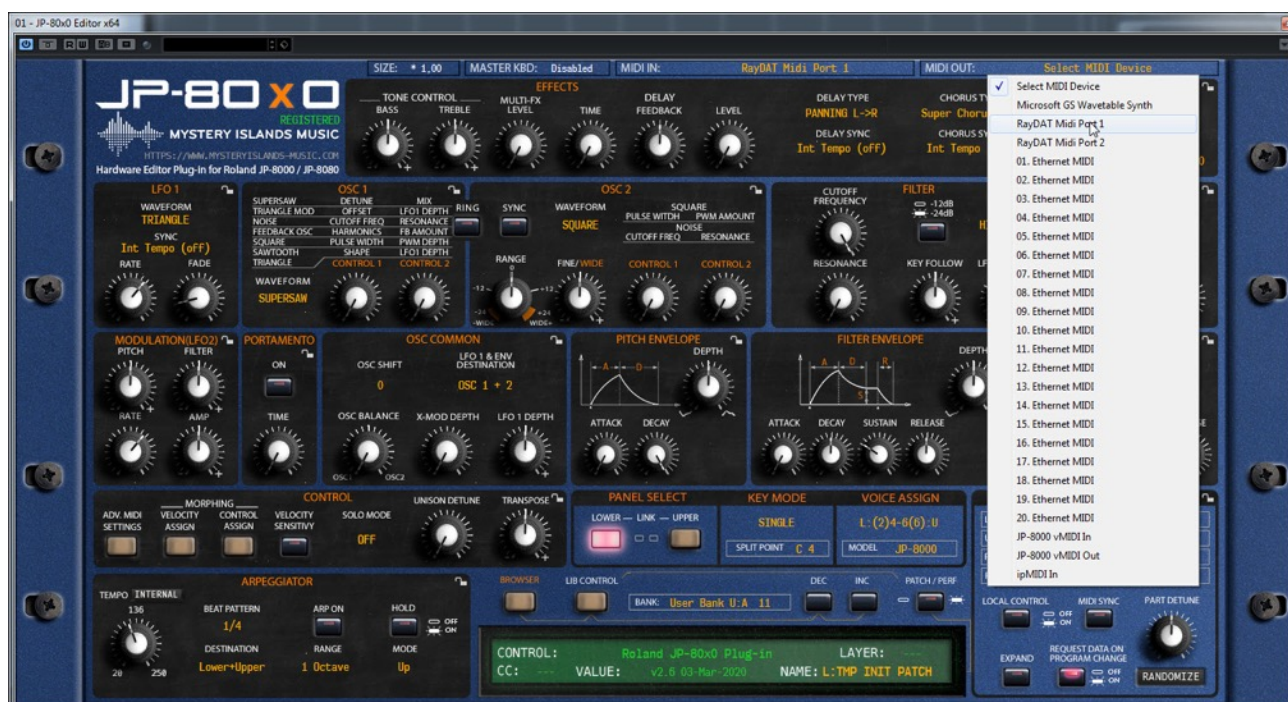 01 - JP-80x0 Editor x64
SIZE: * 1,00 MASTER KBD: Disabled MIDI IN: RayDAT Midi Port 1 MIDI OUT: Select MIDI Device
JP-80X0
REGISTERED
MYSTERY ISLANDS MUSIC
HTTPS://WWW.MYSTERYISLANDS-MUSIC.COM
Hardware Editor Plug-in for Roland JP-8000 / JP-8080
EFFECTS
TONE CONTROL
BASS TREBLE
MULTI-FX LEVEL
DELAY
TIME FEEDBACK LEVEL
DELAY TYPE
PANNING L->R
DELAY SYNC
Int Tempo (off)
CHORUS
Super
CHORUS
Int Tempo
Select MIDI Device
Microsoft GS Wavetable Synth
RayDAT Midi Port 1
RayDAT Midi Port 2
01. Ethernet MIDI
02. Ethernet MIDI
03. Ethernet MIDI
04. Ethernet MIDI
05. Ethernet MIDI
06. Ethernet MIDI
07. Ethernet MIDI
08. Ethernet MIDI
09. Ethernet MIDI
10. Ethernet MIDI
11. Ethernet MIDI
12. Ethernet MIDI
13. Ethernet MIDI
14. Ethernet MIDI
15. Ethernet MIDI
16. Ethernet MIDI
17. Ethernet MIDI
18. Ethernet MIDI
19. Ethernet MIDI
20. Ethernet MIDI
JP-8000 vMIDI In
JP-8000 vMIDI Out
ipMIDI In
LFO 1
WAVEFORM
TRIANGLE
SYNC
Int Tempo (off)
RATE FADE
OSC 1
SUPERSAW DETUNE MIX
TRIANGLE MOD OFFSET LFO1 DEPTH
NOISE CUTOFF FREQ RESONANCE
FEEDBACK OSC HARMONICS FB AMOUNT
SQUARE PULSE WIDTH PWM DEPTH
SAWTOOTH SHAPE LFO1 DEPTH
TRIANGLE CONTROL 1 CONTROL 2
WAVEFORM
SUPERSAW
RING SYNC
OSC 2
WAVEFORM
SQUARE
SQUARE
PULSE WITDH PWM AMOUNT
NOISE
CUTOFF FREQ RESONANCE
RANGE FINE/WIDE CONTROL 1 CONTROL 2
0
-12 +12
-24 +24
-WIDE WIDE+
FILTER
CUTOFF FREQUENCY
-12dB
-24dB
RESONANCE KEY FOLLOW
MODULATION(LFO2)
PITCH FILTER
RATE AMP
PORTAMENTO
ON
TIME
OSC COMMON
OSC SHIFT
0
LFO 1 & ENV DESTINATION
OSC 1 + 2
OSC BALANCE X-MOD DEPTH LFO 1 DEPTH
OSC1 OSC2
PITCH ENVELOPE
A D
DEPTH
ATTACK DECAY
FILTER ENVELOPE
A D R
S
ATTACK DECAY SUSTAIN RELEASE
CONTROL
MORPHING
ADV. MIDI SETTINGS
VELOCITY ASSIGN
CONTROL ASSIGN
VELOCITY SENSITIVY
SOLO MODE
OFF
UNISON DETUNE
TRANSPOSE
PANEL SELECT
LOWER — LINK — UPPER
KEY MODE
SINGLE
SPLIT POINT C 4
VOICE ASSIGN
L:(2)4-6(6):U
MODEL JP-8000
ARPEGGIATOR
TEMPO INTERNAL
136
20 250
BEAT PATTERN
1/4
DESTINATION
Lower+Upper
ARP ON
RANGE
1 Octave
HOLD
OFF
ON
MODE
Up
BROWSER LIB CONTROL
BANK: User Bank U:A 11
DEC INC PATCH / PERF
CONTROL: Roland JP-80x0 Plug-in LAYER: ---
CC: --- VALUE: v2.6 03-Mar-2020 NAME: L:TMP INIT PATCH
LOCAL CONTROL
OFF
ON
MIDI SYNC
PART DETUNE
EXPAND
REQUEST DATA ON PROGRAM CHANGE
OFF
ON
RANDOMIZE